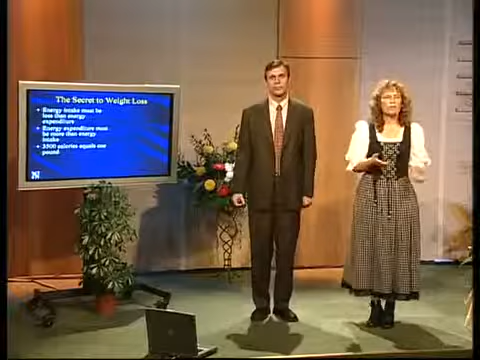 The Secret to Weight Loss
Energy intake must be
less than energy
expenditure
Energy expenditure must
be more than energy
intake
3500 calories equals one
pound